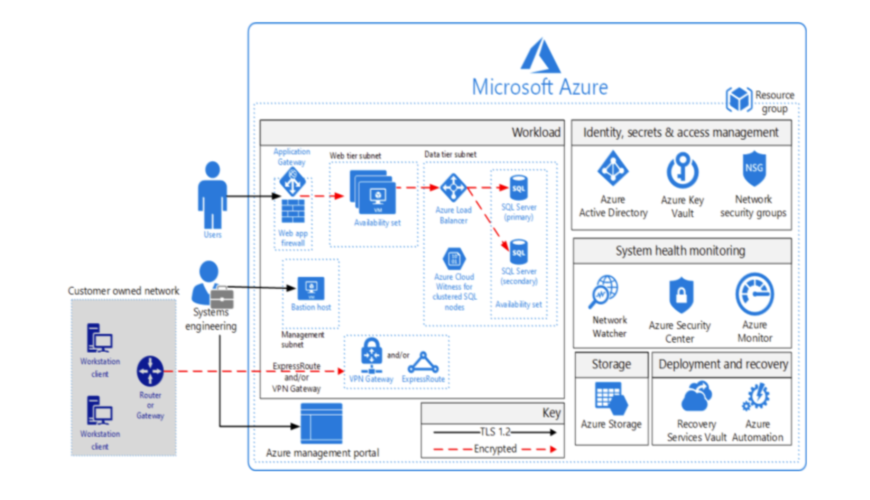 Microsoft Azure
Resource
group
Workload
Application
Gateway
Web tier subnet
Data tier subnet
VM
Availability set
Azure Load
Balancer
SQL
SQL Server
(primary)
Users
Web app
firewall
SQL
SQL Server
(secondary)
Azure Cloud
Witness for
clustered SQL
nodes
Availability set
Systems
engineering
Bastion host
Management
subnet
Customer owned network
Workstation
client
Router
or
Gateway
Workstation
client
ExpressRoute
and/or
VPN Gateway
and/or
VPN Gateway
ExpressRoute
Azure management portal
Key
TLS 1.2
Encrypted
Identity, secrets & access management
Azure
Active Directory
Azure Key
Vault
NSG
Network
security groups
System health monitoring
Network
Watcher
Azure Security
Center
Azure
Monitor
Storage
Azure Storage
Deployment and recovery
Recovery
Services Vault
Azure
Automation